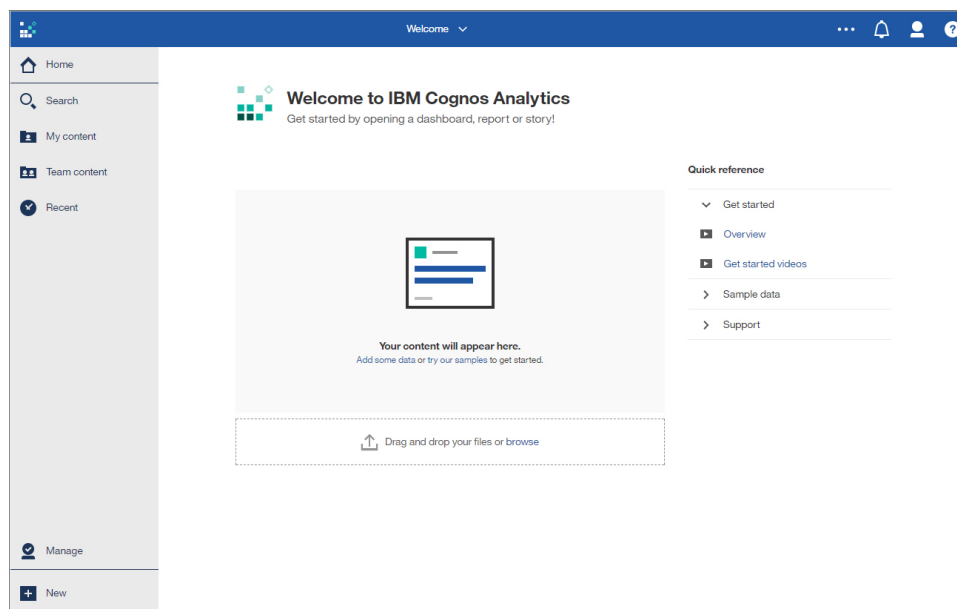 Welcome
?
Home
Search
My content
Team content
Recent
Manage
New
Welcome to IBM Cognos Analytics
Get started by opening a dashboard, report or story!
Your content will appear here.
Add some data or try our samples to get started.
Drag and drop your files or browse
Quick reference
Get started
Overview
Get started videos
Sample data
Support